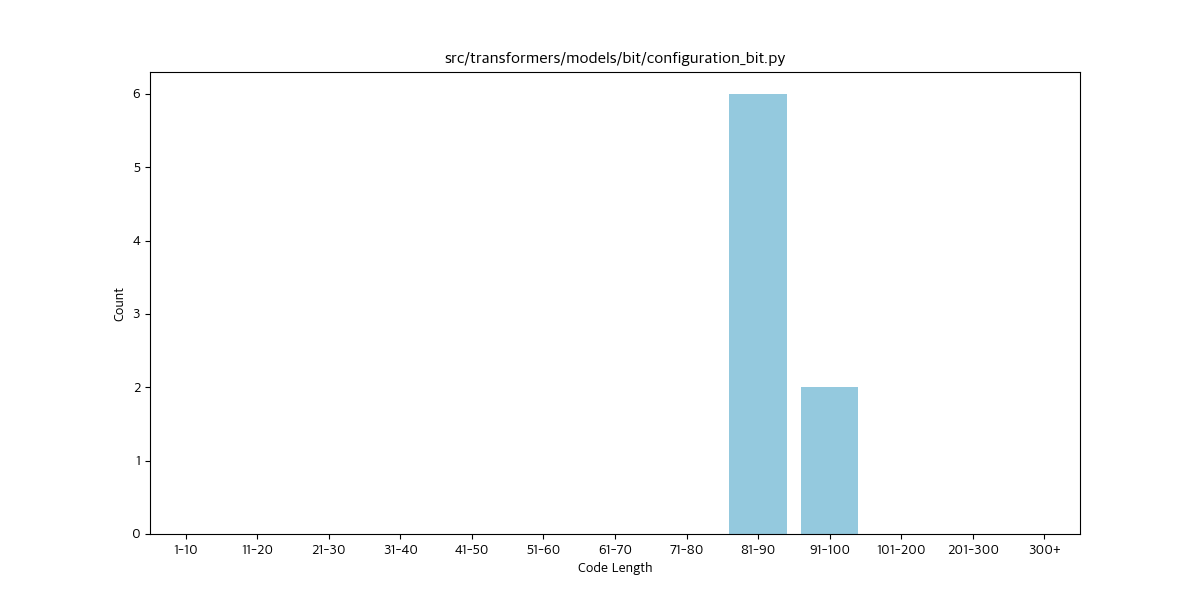 src/transformers/models/bit/configuration_bit.py
6
5
4
3
2
1
0
Count
1-10 11-20 21-30 31-40 41-50 51-60 61-70 71-80 81-90 91-100 101-200 201-300 300+
Code Length